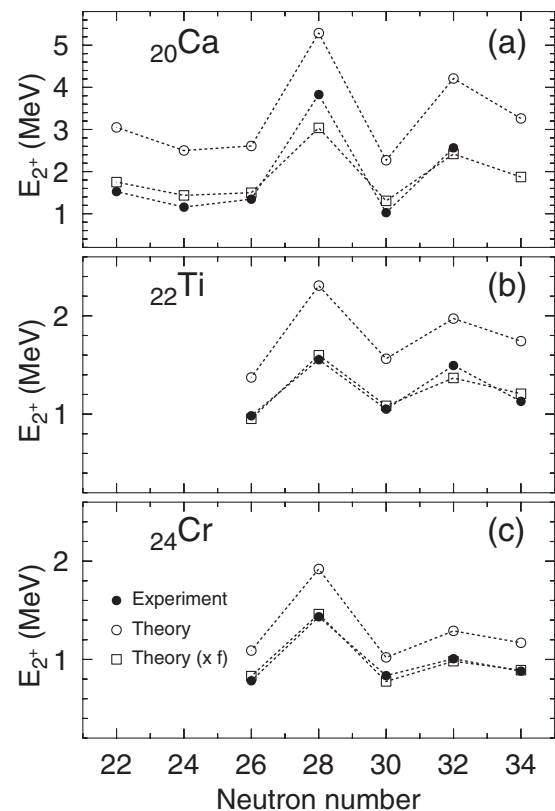 ₂₀Ca (a)
5
4
3
2
1
E₂⁺ (MeV)
₂₂Ti (b)
2
1
E₂⁺ (MeV)
₂₄Cr (c)
2
1
E₂⁺ (MeV)
Experiment
Theory
Theory (x f)
22 24 26 28 30 32 34
Neutron number